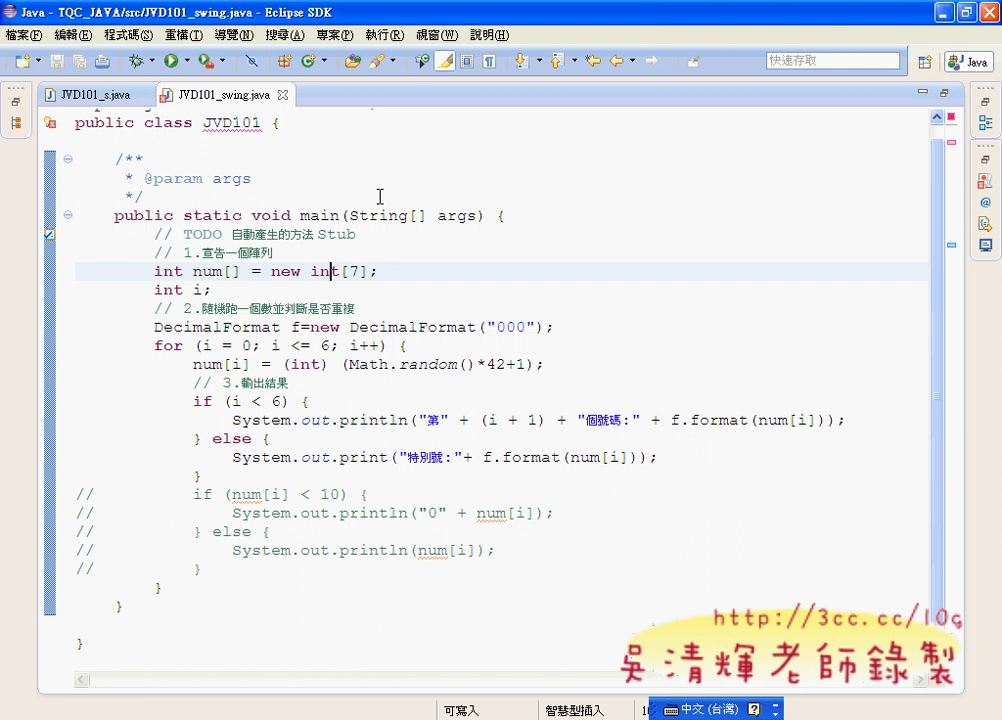 Java - TQC_JAVA/src/JVD101_swing.java - Eclipse SDK
檔案(F) 編輯(E) 程式碼(S) 重構(T) 導覽(N) 搜尋(A) 專案(P) 執行(R) 視窗(W) 說明(H)
快速存取 Java
JVD101_s.java JVD101_swing.java
public class JVD101 {
/**
* @param args
*/
public static void main(String[] args) {
// TODO 自動產生的方法 Stub
// 1.宣告一個陣列
int num[] = new int[7];
int i;
// 2.隨機跑一個數並判斷是否重複
DecimalFormat f=new DecimalFormat("000");
for (i = 0; i <= 6; i++) {
num[i] = (int) (Math.random()*42+1);
// 3.輸出結果
if (i < 6) {
System.out.println("第" + (i + 1) + "個號碼:" + f.format(num[i]));
} else {
System.out.print("特別號:"+ f.format(num[i]));
}
// if (num[i] < 10) {
// System.out.println("0" + num[i]);
// } else {
// System.out.println(num[i]);
// }
}
}
}
http://3cc.cc/10g
吳清輝老師錄製
可寫入 智慧型插入 中文 (台灣)